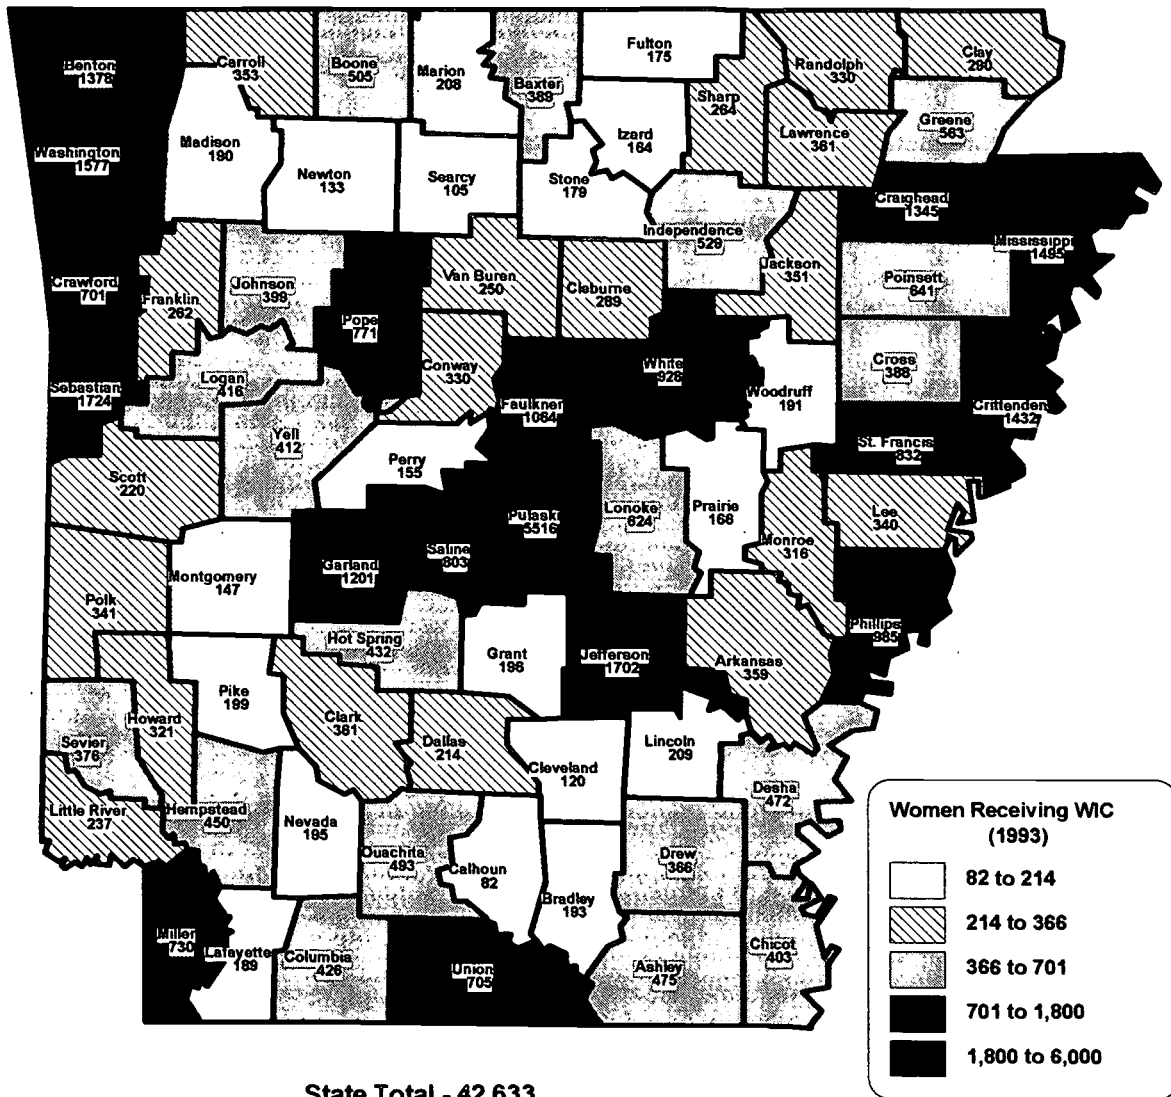 Benton
1378
Carroll
353
Boone
505
Marion
208
Baxter
389
Fulton
175
Randolph
330
Clay
290
Sharp
264
Greene
563
Washington
1577
Madison
190
Newton
133
Searcy
105
Stone
179
Izard
164
Lawrence
361
Craighead
1345
Mississippi
1495
Independence
529
Jackson
351
Poinsett
641
Crawford
701
Franklin
262
Johnson
399
Pope
771
Van Buren
250
Cleburne
289
Sebastian
1724
Logan
416
Conway
330
Faulkner
1084
White
928
Woodruff
191
Cross
388
Crittenden
1432
St. Francis
832
Scott
220
Yell
412
Perry
155
Pulaski
5516
Lonoke
624
Prairie
168
Monroe
316
Lee
340
Polk
341
Montgomery
147
Garland
1201
Saline
803
Hot Spring
432
Grant
196
Jefferson
1702
Arkansas
359
Phillips
985
Sevier
376
Howard
321
Pike
199
Clark
361
Dallas
214
Cleveland
120
Lincoln
209
Desha
472
Little River
237
Hempstead
450
Nevada
195
Ouachita
493
Calhoun
82
Bradley
193
Drew
366
Miller
730
Lafayette
189
Columbia
426
Union
705
Ashley
475
Chicot
403
Women Receiving WIC
(1993)
82 to 214
214 to 366
366 to 701
701 to 1,800
1,800 to 6,000
State Total - 42,633